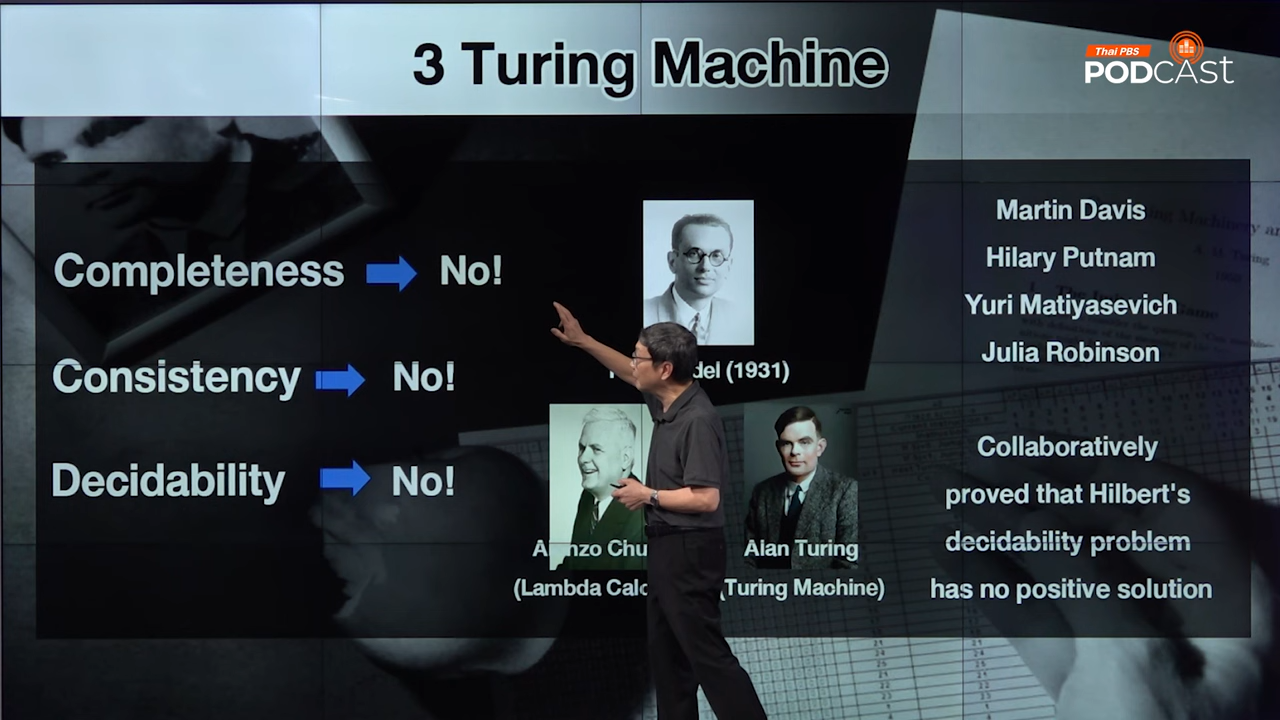 3 Turing Machine
Thai PBS
PODCAst
Completeness No!
Consistency No!
Decidability No!
del (1931)
Alan Turing
(Lambda
(Turing Machine)
Martin Davis
Hilary Putnam
Yuri Matiyasevich
Julia Robinson
Collaboratively
proved that Hilbert's
decidability problem
has no positive solution